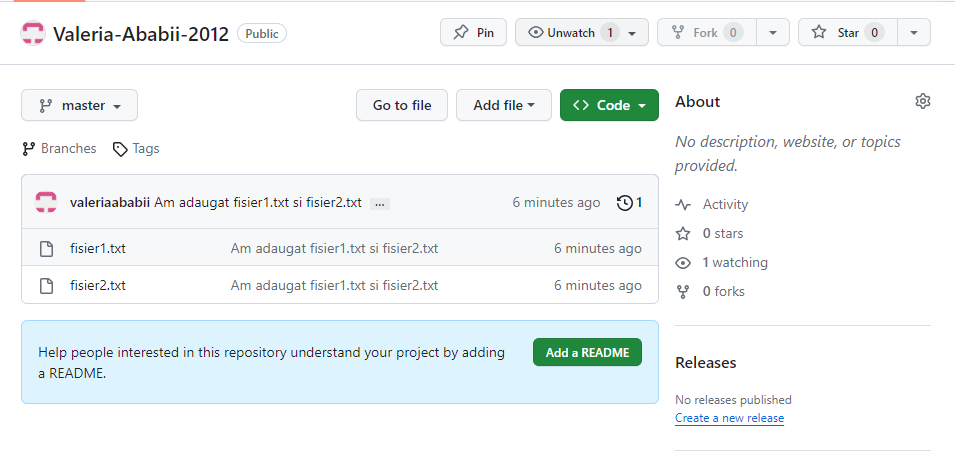 Valeria-Ababii-2012 Public Pin Unwatch 1 Fork 0 Star 0
master Go to file Add file Code
Branches Tags
valeriaababii Am adaugat fisier1.txt si fisier2.txt ... 6 minutes ago 1
fisier1.txt Am adaugat fisier1.txt si fisier2.txt 6 minutes ago
fisier2.txt Am adaugat fisier1.txt si fisier2.txt 6 minutes ago
Help people interested in this repository understand your project by adding
a README.
Add a README
About
No description, website, or topics
provided.
Activity
0 stars
1 watching
0 forks
Releases
No releases published
Create a new release